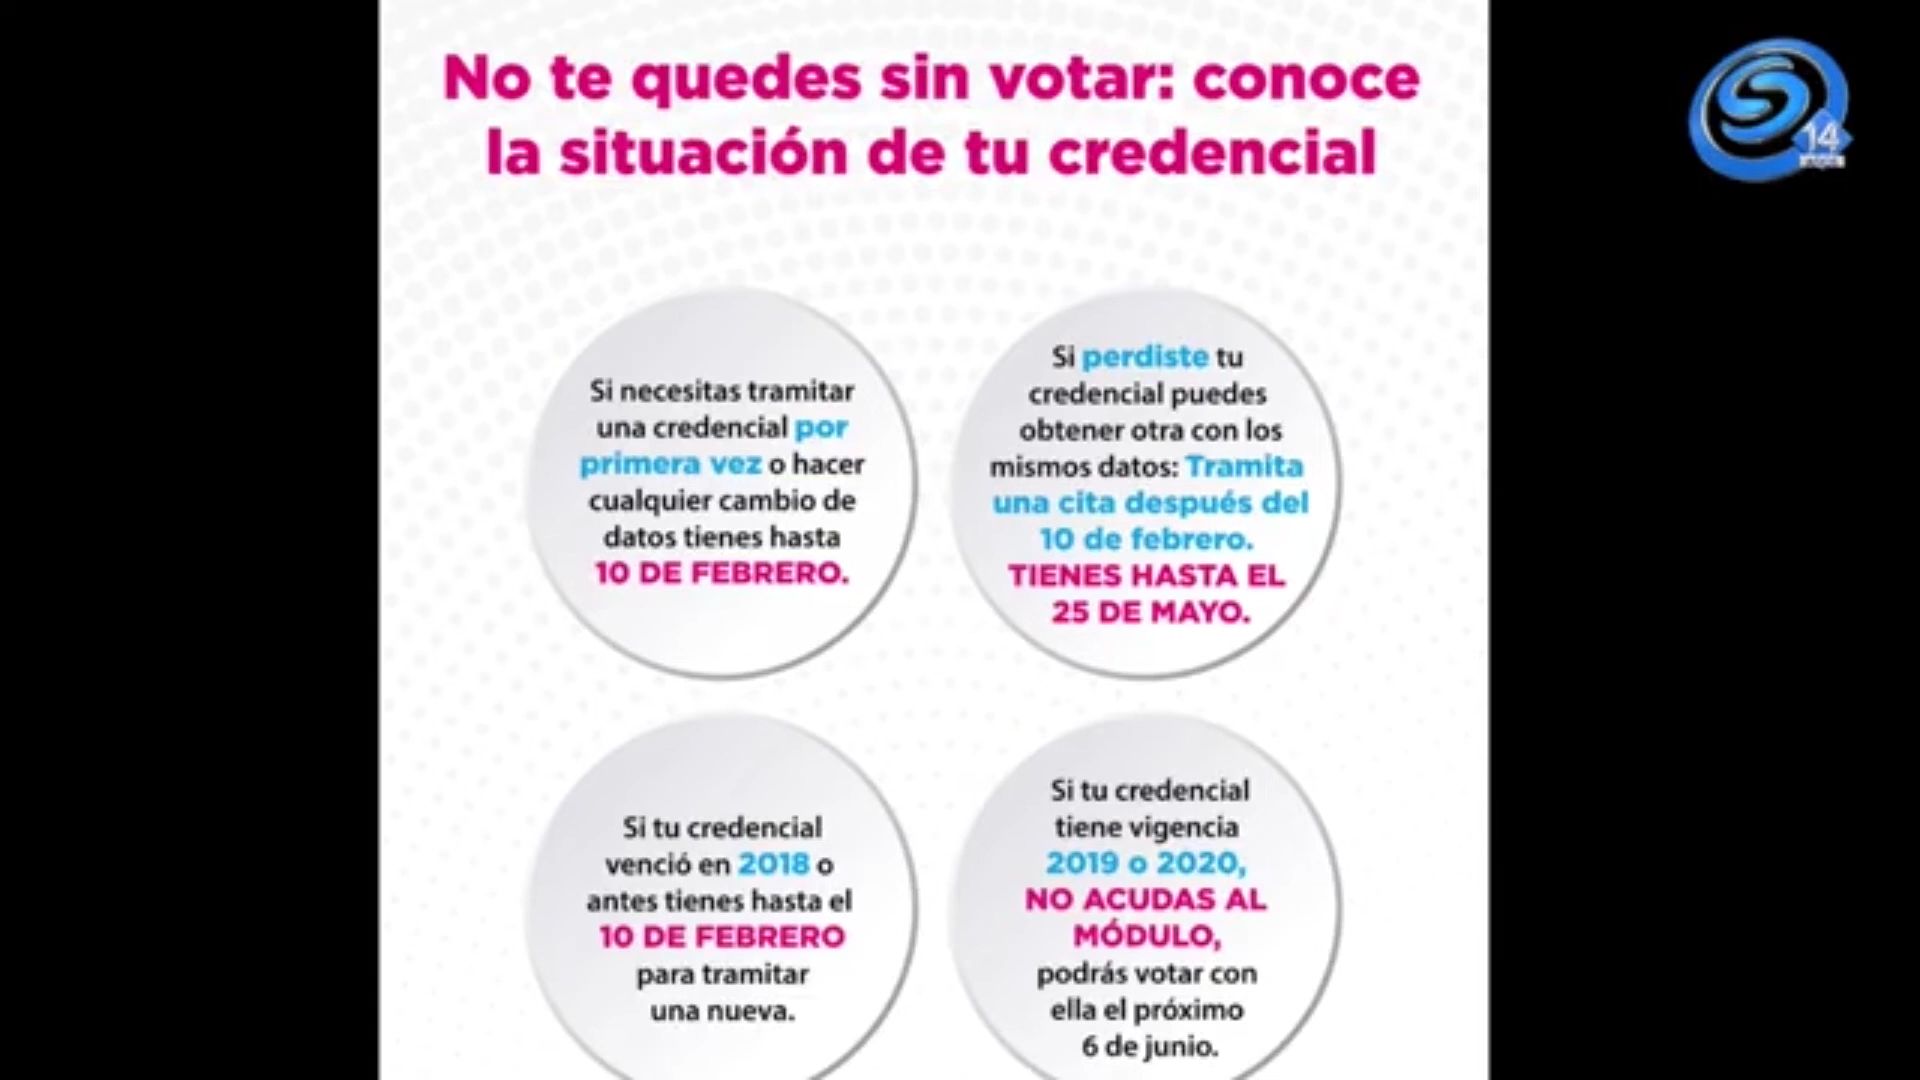 No te quedes sin votar: conoce
la situación de tu credencial
Si necesitas tramitar
una credencial por
primera vez o hacer
cualquier cambio de
datos tienes hasta
10 DE FEBRERO.
Si perdiste tu
credencial puedes
obtener otra con los
mismos datos: Tramita
una cita después del
10 de febrero.
TIENES HASTA EL
25 DE MAYO.
Si tu credencial
venció en 2018 o
antes tienes hasta el
10 DE FEBRERO
para tramitar
una nueva.
Si tu credencial
tiene vigencia
2019 o 2020,
NO ACUDAS AL
MÓDULO,
podrás votar con
ella el próximo
6 de junio.
S
14